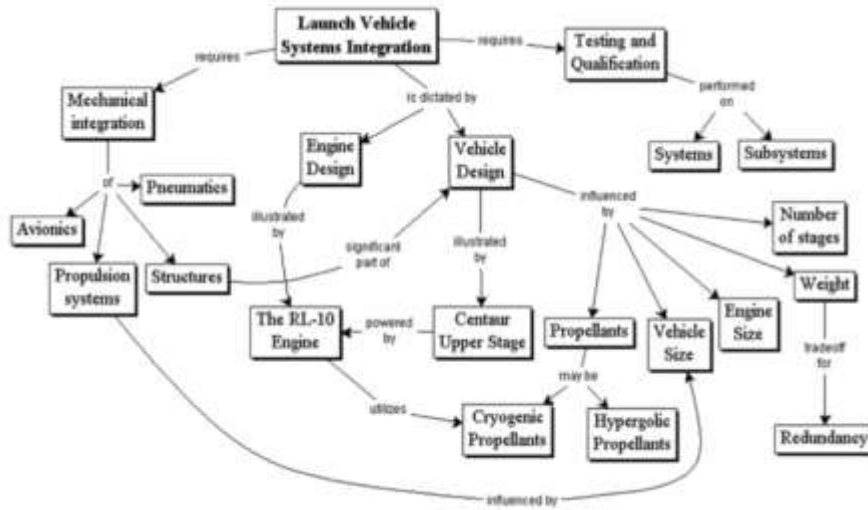 Launch Vehicle
Systems Integration
requires
requires
Testing and
Qualification
Mechanical
integration
is dictated by
performed
on
Engine
Design
Vehicle
Design
Systems
Subsystems
of
Pneumatics
influenced
by
Avionics
illustrated
by
Number
of stages
significant
part of
illustrated
by
Propulsion
systems
Structures
Weight
The RL-10
Engine
powered
by
Centaur
Upper Stage
Propellants
Vehicle
Size
Engine
Size
tradeoff
for
may be
utilizes
Cryogenic
Propellants
Hypergolic
Propellants
Redundancy
influenced by